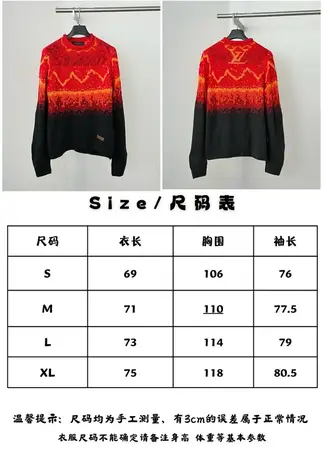 LV
Size/尺码表
尺码 衣长 胸围 袖长
S 69 106 76
M 71 110 77.5
L 73 114 79
XL 75 118 80.5
温馨提示：尺码均为手工测量、有3cm的误差属于正常情况
衣服尺码不能确定请备注身高 体重等基本参数